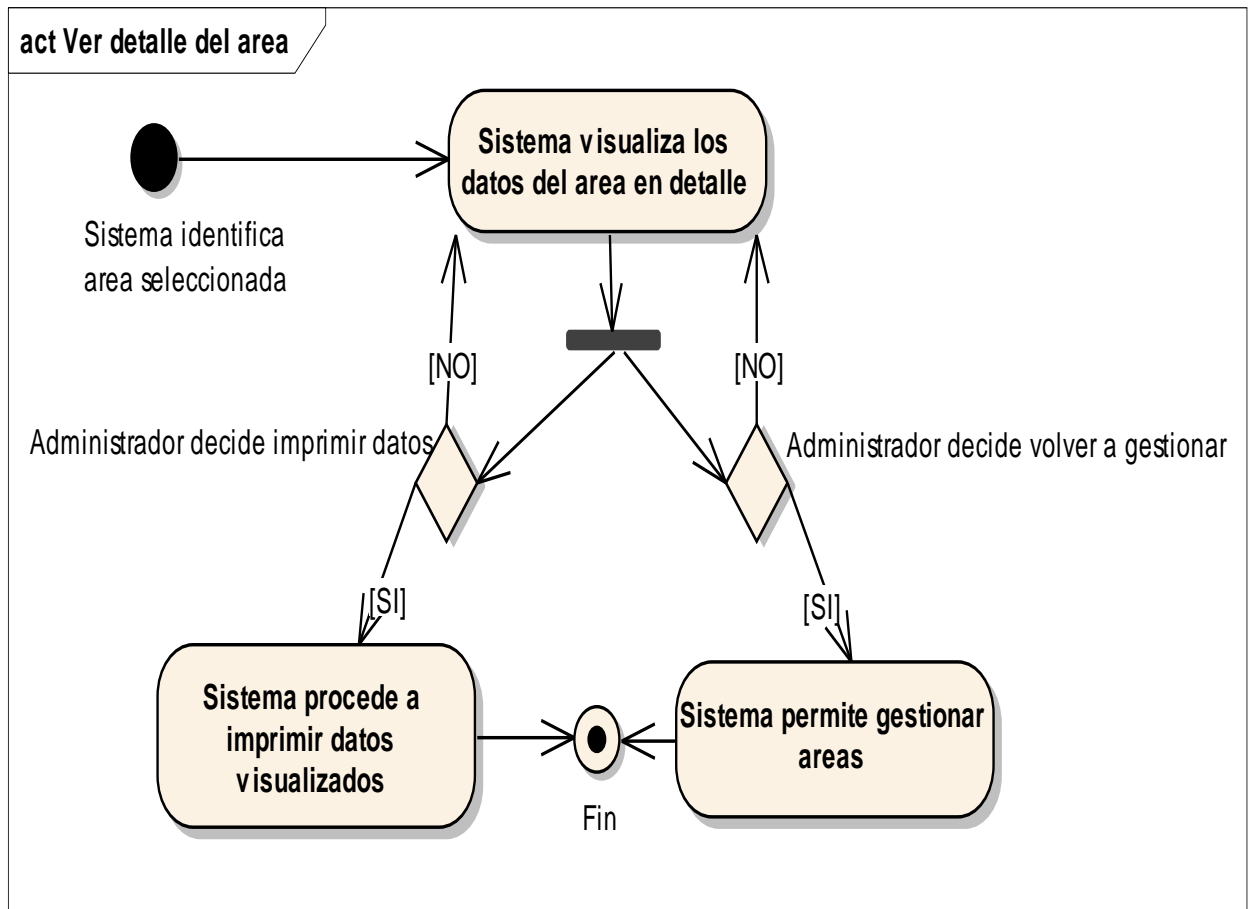 act Ver detalle del area
Sistema visualiza los
datos del area en detalle
Sistema identifica
area seleccionada
[NO]
[NO]
Administrador decide imprimir datos
Administrador decide volver a gestionar
[SI]
[SI]
Sistema procede a
imprimir datos
visualizados
Sistema permite gestionar
areas
Fin